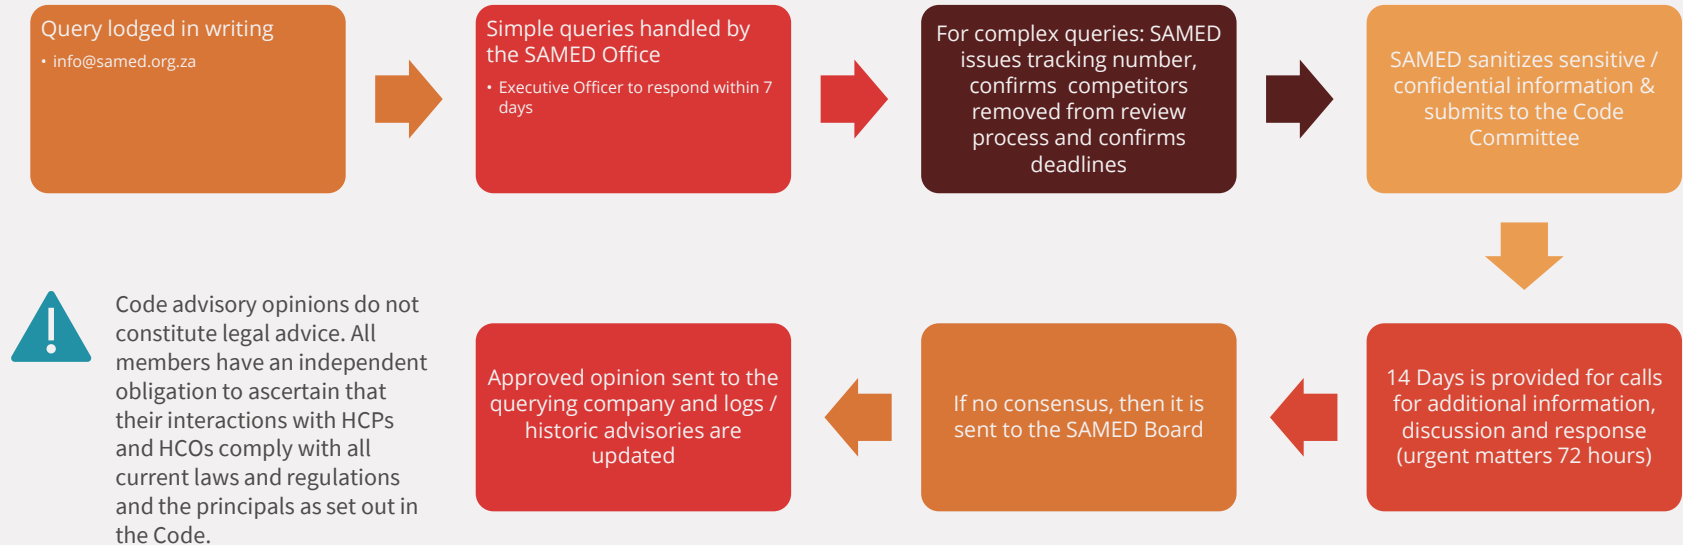 Query lodged in writing
• info@samed.org.za
Simple queries handled by
the SAMED Office
• Executive Officer to respond within 7
days
For complex queries: SAMED
issues tracking number,
confirms competitors
removed from review
process and confirms
deadlines
SAMED sanitizes sensitive /
confidential information &
submits to the Code
Committee
14 Days is provided for calls
for additional information,
discussion and response
(urgent matters 72 hours)
If no consensus, then it is
sent to the SAMED Board
Approved opinion sent to the
querying company and logs /
historic advisories are
updated
Code advisory opinions do not
constitute legal advice. All
members have an independent
obligation to ascertain that
their interactions with HCPs
and HCOs comply with all
current laws and regulations
and the principals as set out in
the Code.